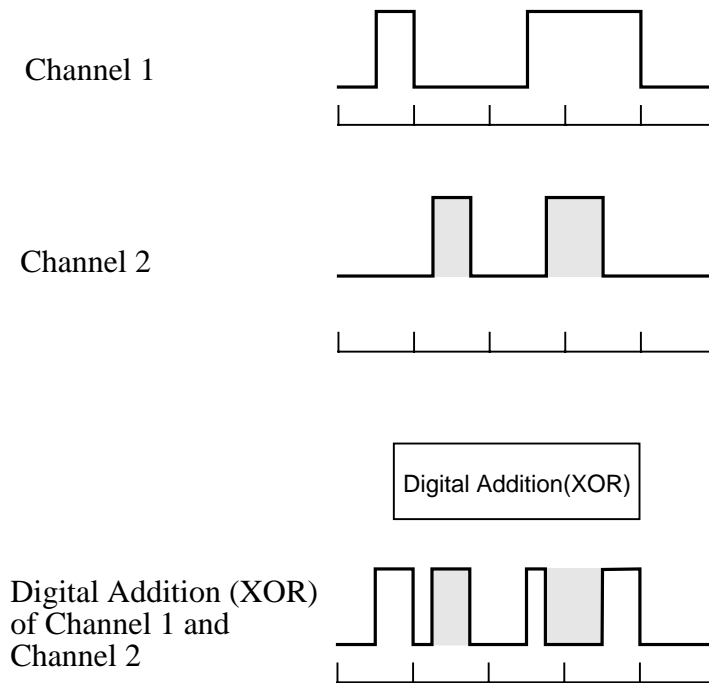 Channel 1
Channel 2
Digital Addition(XOR)
Digital Addition (XOR)
of Channel 1 and
Channel 2